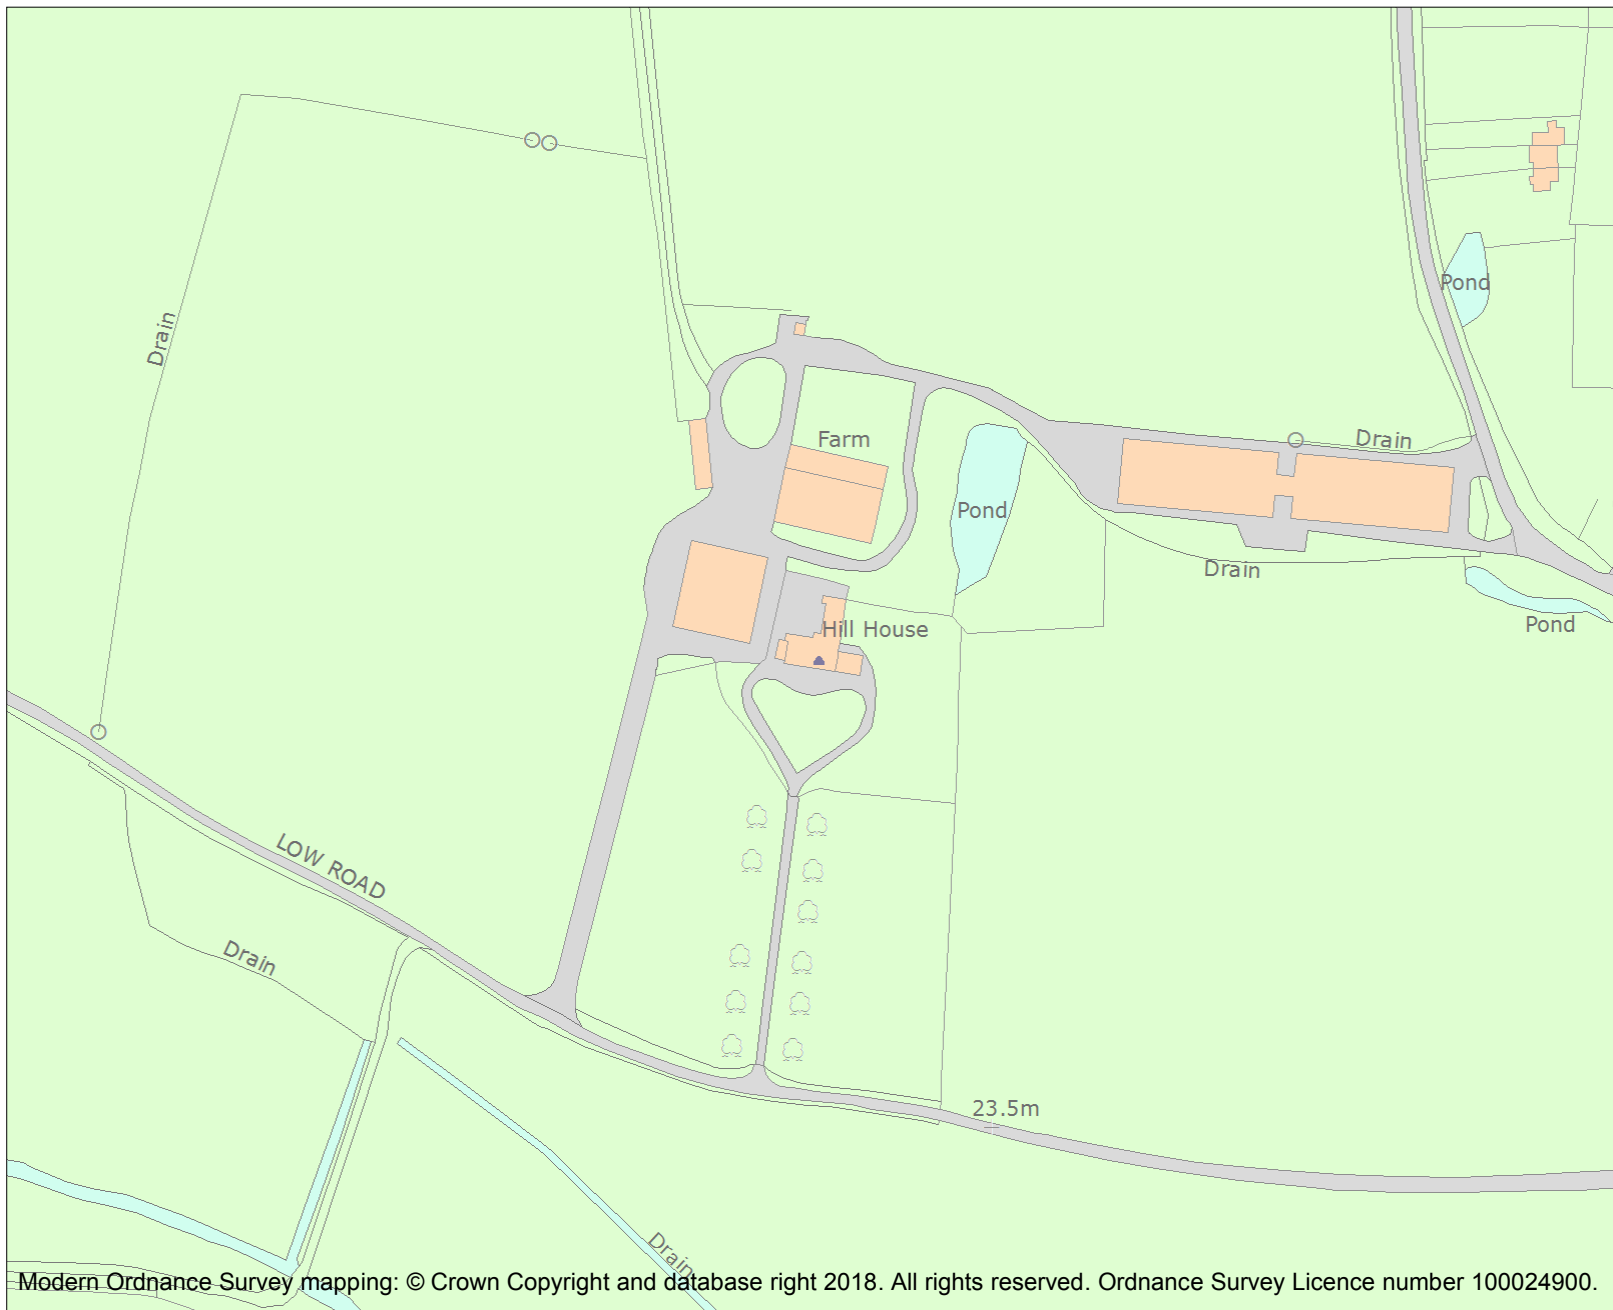 Pond
Drain
Farm
Drain
Pond
Drain
Pond
Hill House
LOW ROAD
Drain
23.5m
Drain
Modern Ordnance Survey mapping: © Crown Copyright and database right 2018. All rights reserved. Ordnance Survey Licence number 100024900.